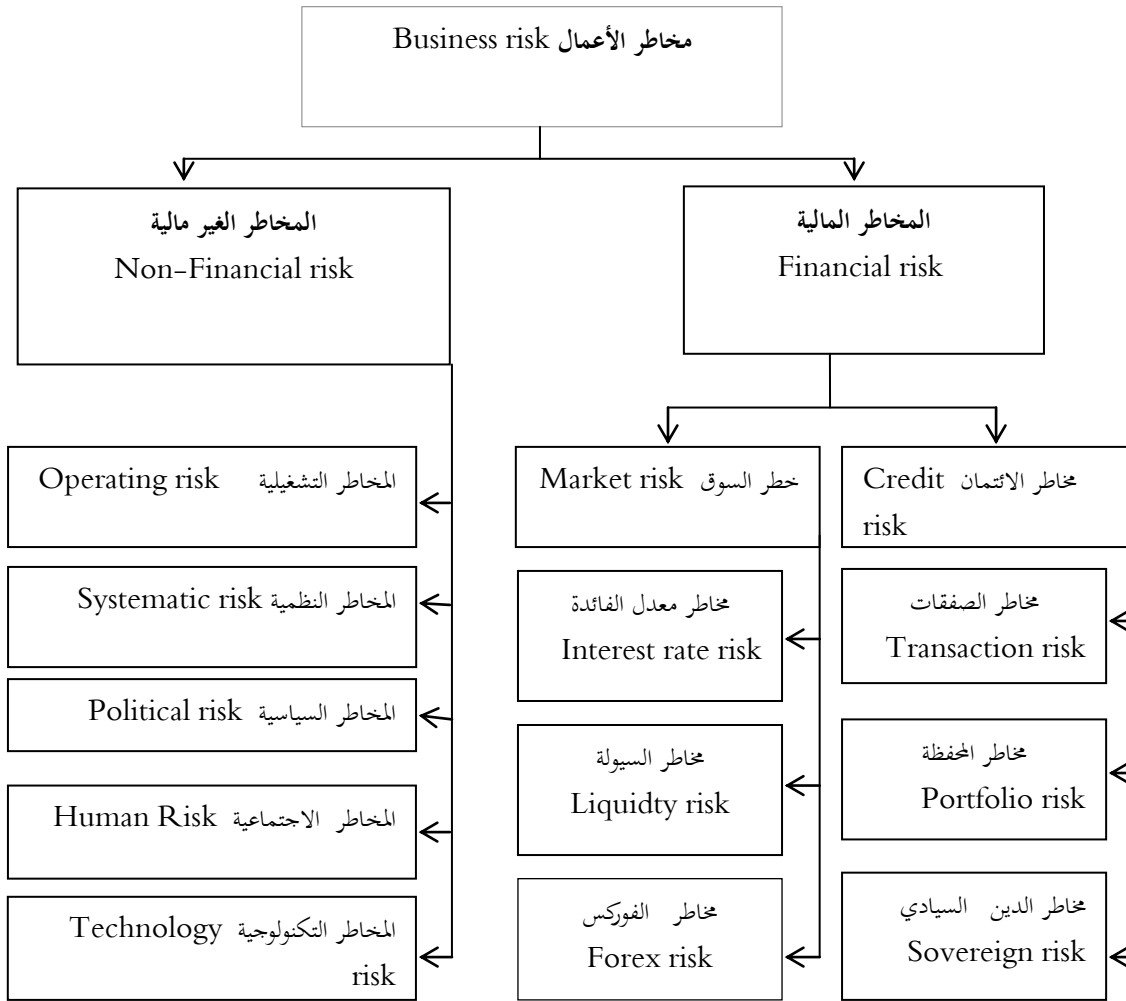 مخاطر الأعمال Business risk
المخاطر المالية
Financial risk
المخاطر الغير مالية
Non-Financial risk
مخاطر الائتمان Credit
risk
مخاطر الصفقات
Transaction risk
مخاطر المحفظة
Portfolio risk
مخاطر الدين السيادي
Sovereign risk
خطر السوق Market risk
مخاطر معدل الفائدة
Interest rate risk
مخاطر السيولة
Liquidty risk
مخاطر الفوركس
Forex risk
المخاطر التشغيلية Operating risk
المخاطر النظمية Systematic risk
المخاطر السياسية Political risk
المخاطر الاجتماعية Human Risk
المخاطر التكنولوجية Technology
risk